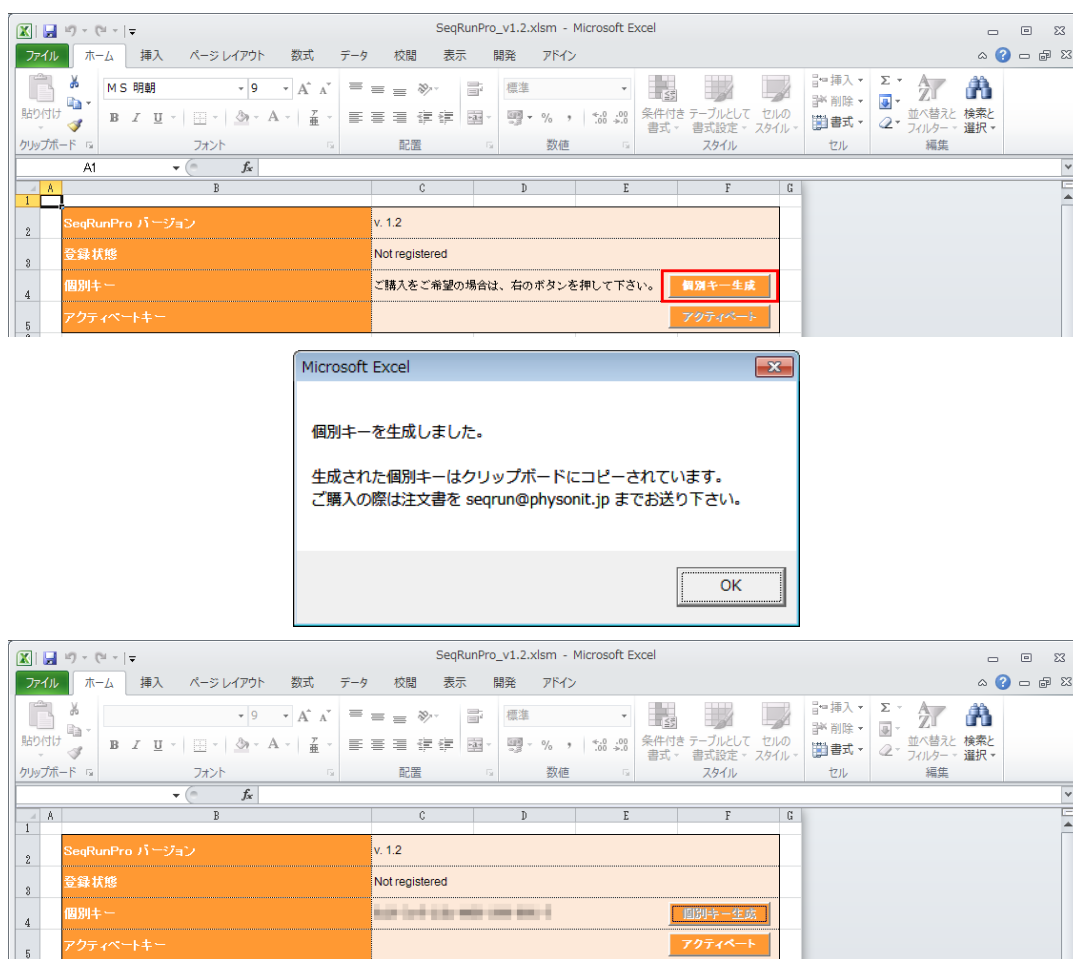 SeqRunPro_v1.2.xlsm - Microsoft Excel
ファイル ホーム 挿入 ページ レイアウト 数式 データ 校閲 表示 開発 アドイン
ＭＳ 明朝 9 A A 標準 挿入 Σ
貼り付け B I U A 亜 % , 条件付き書式 テーブルとして書式設定 セルのスタイル 削除 書式 並べ替えとフィルター 検索と選択
クリップボード フォント 配置 数値 スタイル セル 編集
A1 fx
A B C D E F G
1
2 SeqRunPro バージョン v. 1.2
3 登録状態 Not registered
4 個別キー ご購入をご希望の場合は、右のボタンを押して下さい。 個別キー生成
5 アクティベートキー アクティベート
Microsoft Excel
個別キーを生成しました。
生成された個別キーはクリップボードにコピーされています。
ご購入の際は注文書を seqrun@physonit.jp までお送り下さい。
OK
SeqRunPro_v1.2.xlsm - Microsoft Excel
ファイル ホーム 挿入 ページ レイアウト 数式 データ 校閲 表示 開発 アドイン
9 A A 標準 挿入 Σ
貼り付け B I U A 亜 % , 条件付き書式 テーブルとして書式設定 セルのスタイル 削除 書式 並べ替えとフィルター 検索と選択
クリップボード フォント 配置 数値 スタイル セル 編集
fx
A B C D E F G
1
2 SeqRunPro バージョン v. 1.2
3 登録状態 Not registered
4 個別キー 個別キー生成
5 アクティベートキー アクティベート